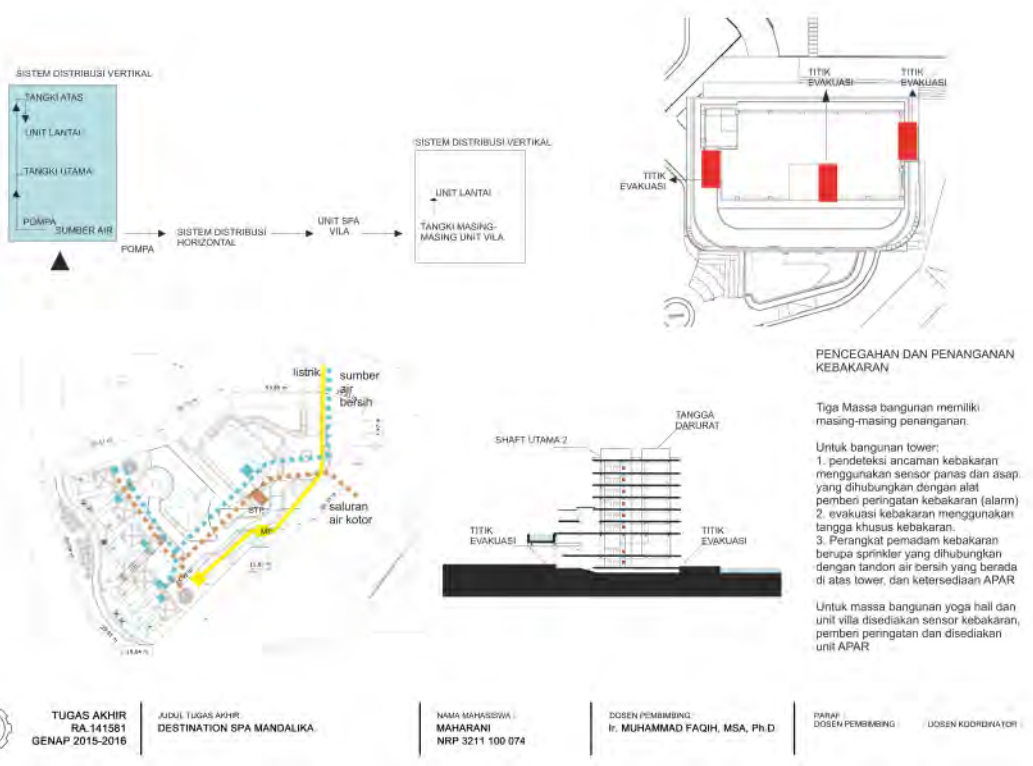 SISTEM DISTRIBUSI VERTIKAL
TANGKI ATAS
UNIT LANTAI
TANGKI UTAMA
POMPA
SUMBER AIR
POMPA
SISTEM DISTRIBUSI
HORIZONTAL
UNIT SPA
VILA
SISTEM DISTRIBUSI VERTIKAL
UNIT LANTAI
TANGKI MASING-
MASING UNIT VILA
TITIK
EVAKUASI
TITIK
EVAKUASI
TITIK
EVAKUASI
listrik
sumber
air
bersih
STP
ME
saluran
air kotor
SHAFT UTAMA 2
TANGGA
DARURAT
TITIK
EVAKUASI
TITIK
EVAKUASI
PENCEGAHAN DAN PENANGANAN
KEBAKARAN
Tiga Massa bangunan memiliki
masing-masing penanganan.
Untuk bangunan tower:
1. pendeteksi ancaman kebakaran
menggunakan sensor panas dan asap
yang dihubungkan dengan alat
pemberi peringatan kebakaran (alarm)
2. evakuasi kebakaran menggunakan
tangga khusus kebakaran.
3. Perangkat pemadam kebakaran
berupa sprinkler yang dihubungkan
dengan tandon air bersih yang berada
di atas tower, dan ketersediaan APAR
Untuk massa bangunan yoga hall dan
unit villa disediakan sensor kebakaran,
pemberi peringatan dan disediakan
unit APAR
TUGAS AKHIR
RA.141581
GENAP 2015-2016
JUDUL TUGAS AKHIR :
DESTINATION SPA MANDALIKA
NAMA MAHASISWA :
MAHARANI
NRP 3211 100 074
DOSEN PEMBIMBING :
Ir. MUHAMMAD FAQIH, MSA, Ph.D
PARAF :
DOSEN PEMBIMBING :
DOSEN KOORDINATOR :